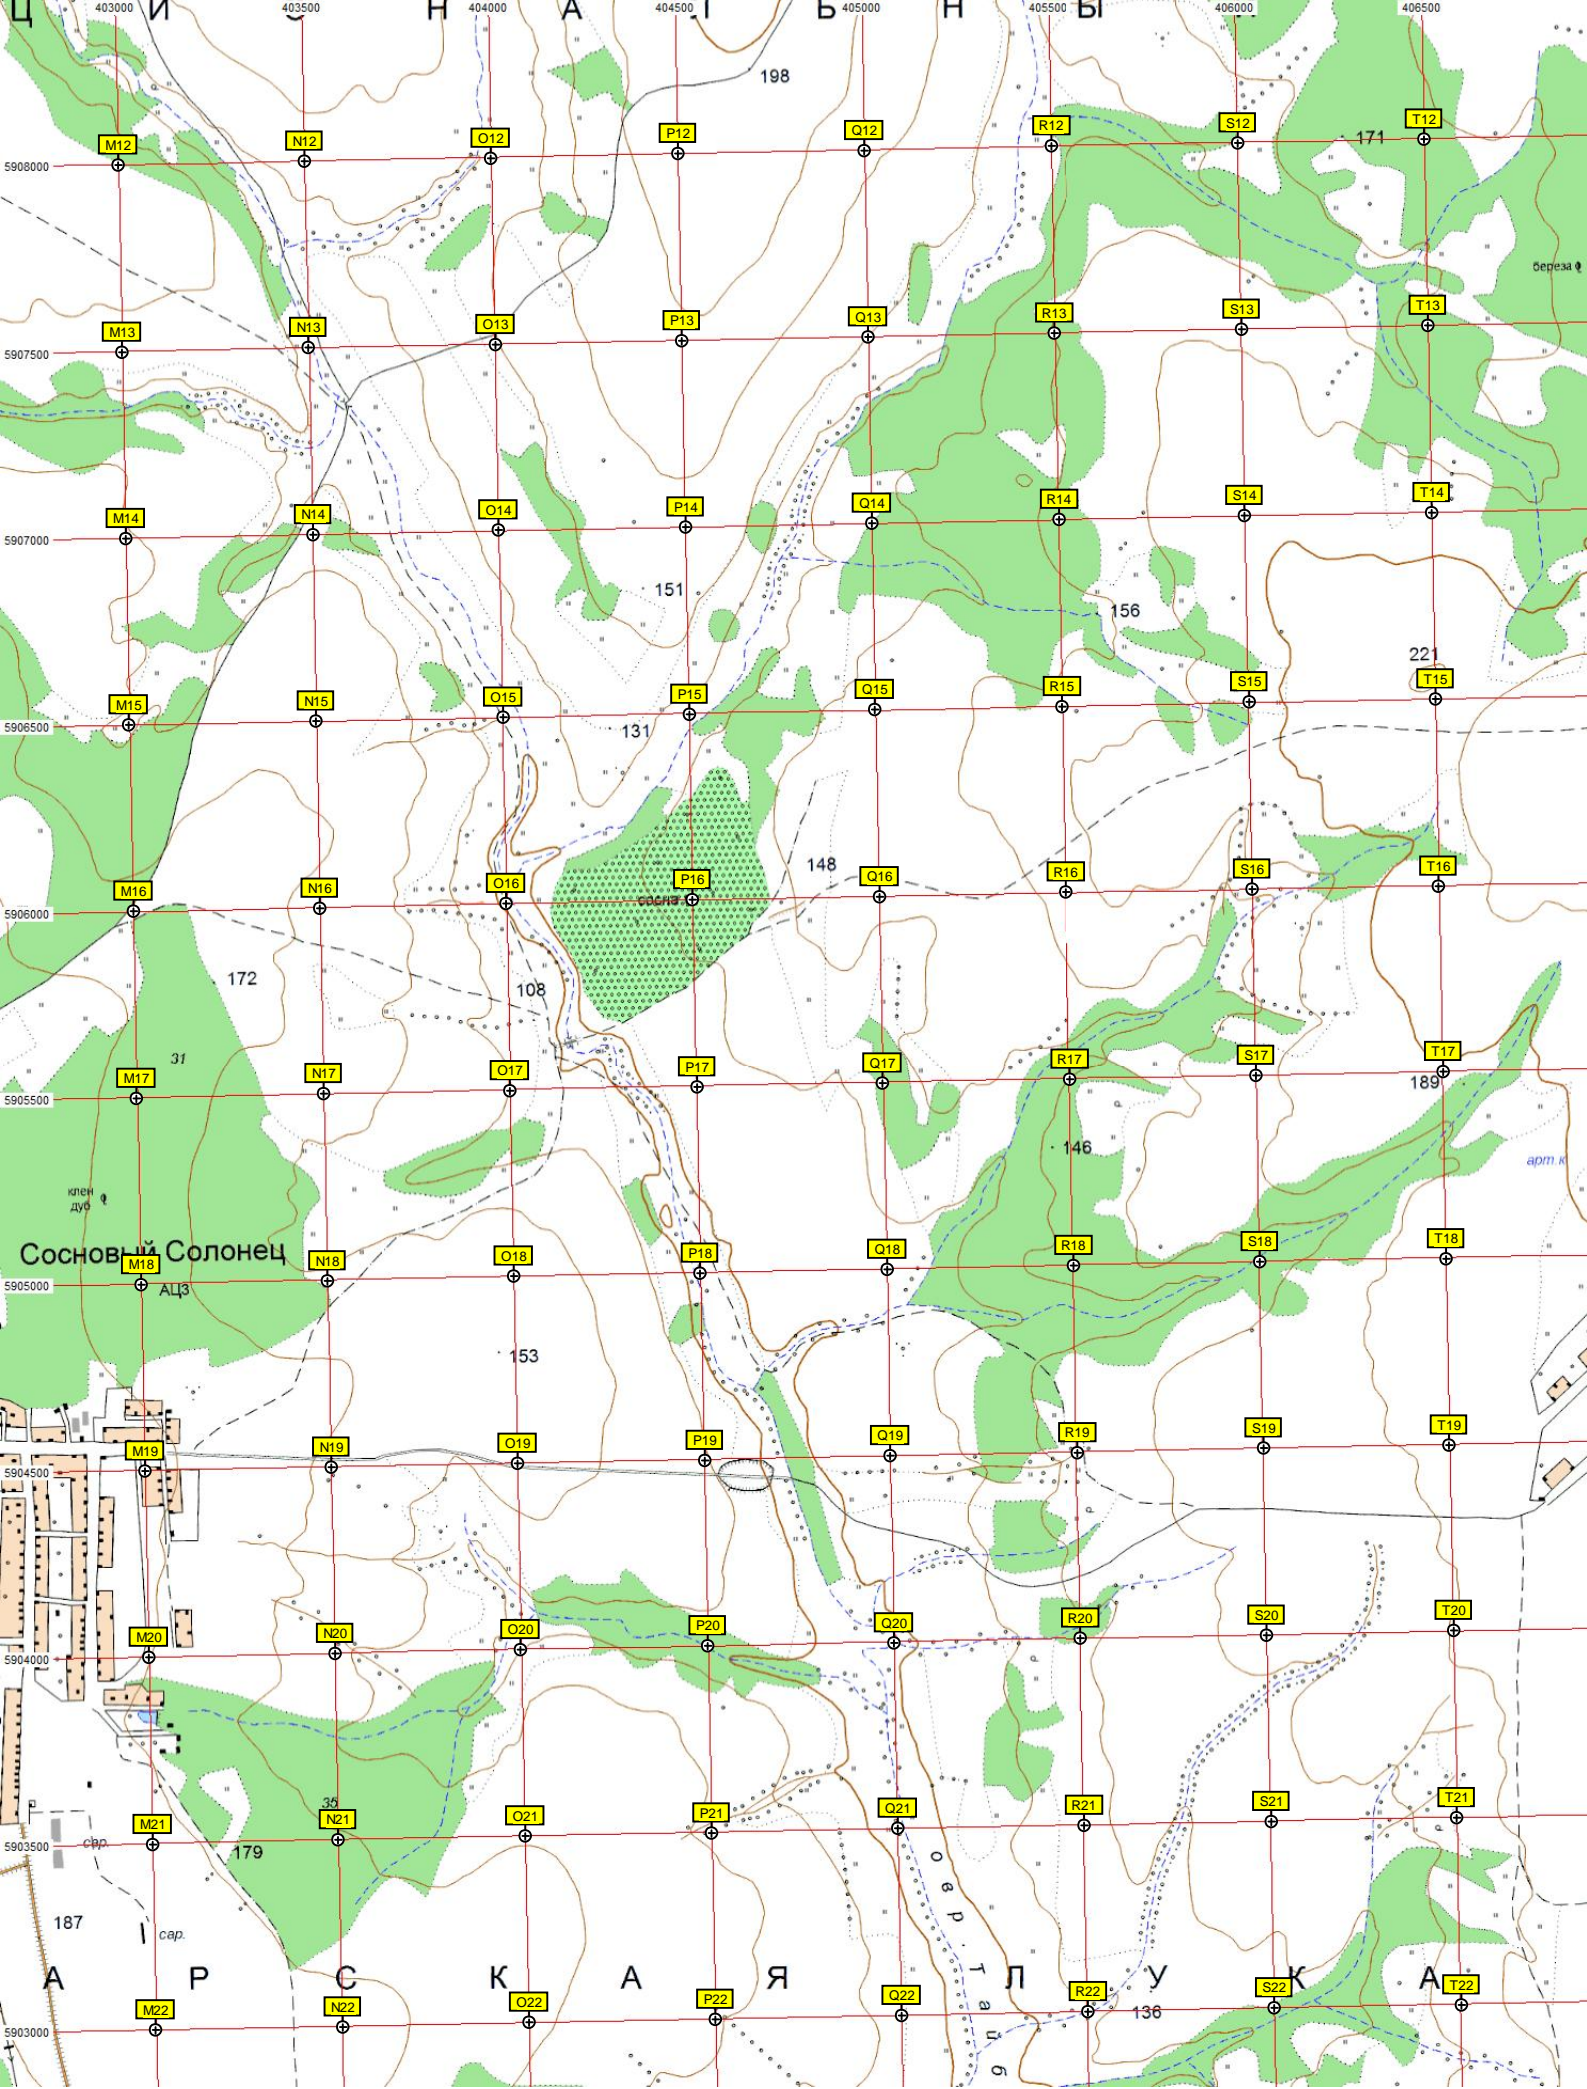 403000 403500 404000 404500 405000 405500 406000 406500
Ц И Н А Ь Н Ы
198
M12 N12 O12 P12 Q12 R12 S12 T12
171
5908000
береза
M13 N13 O13 P13 Q13 R13 S13 T13
5907500
M14 N14 O14 P14 Q14 R14 S14 T14
5907000
151
156
221
M15 N15 O15 P15 Q15 R15 S15 T15
5906500
131
148
M16 N16 O16 P16 Q16 R16 S16 T16
сосна
5906000
172
108
31
M17 N17 O17 P17 Q17 R17 S17 T17
189
5905500
146
арт.к
клен
дуб
Сосновый Солонец
M18 N18 O18 P18 Q18 R18 S18 T18
5905000
АЦЗ
153
M19 N19 O19 P19 Q19 R19 S19 T19
5904500
M20 N20 O20 P20 Q20 R20 S20 T20
5904000
35
M21 N21 O21 P21 Q21 R21 S21 T21
5903500
сар.
179
187
сар.
овр. Таиб
А Р С К А Я Л У К А
M22 N22 O22 P22 Q22 R22 S22 T22
136
5903000